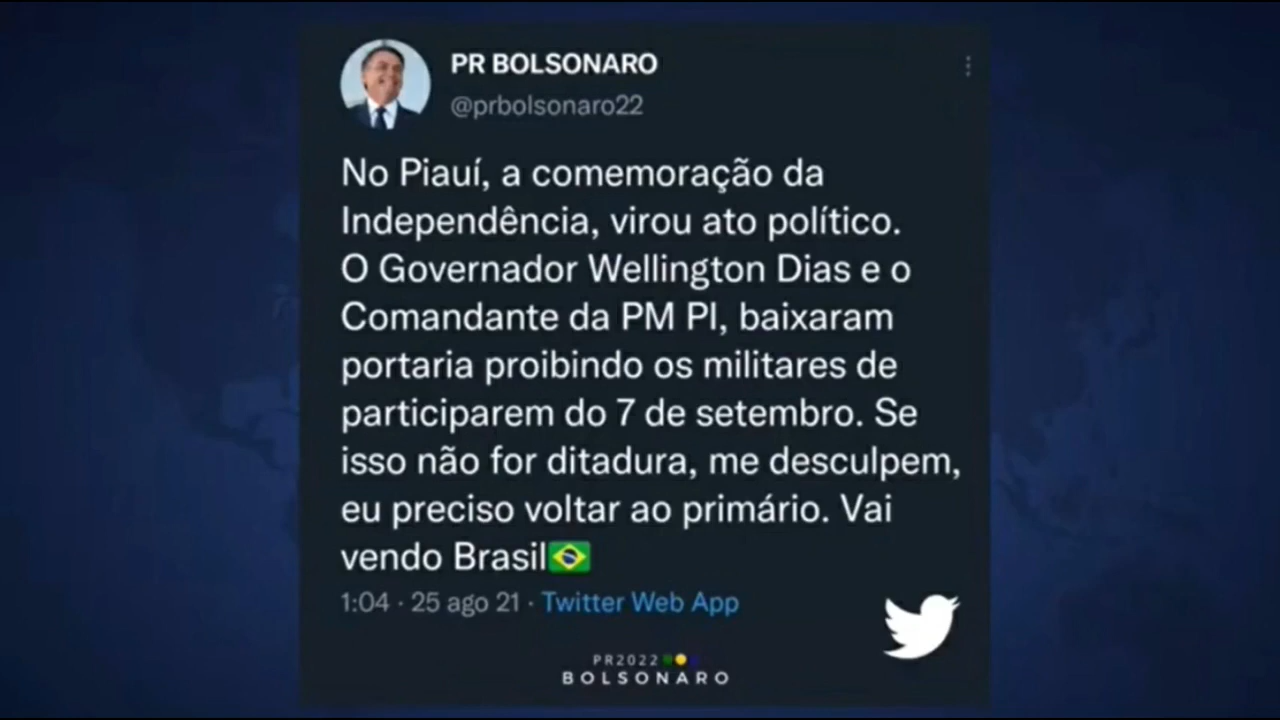 PR BOLSONARO
@prbolsonaro22
No Piauí, a comemoração da
Independência, virou ato político.
O Governador Wellington Dias e o
Comandante da PM PI, baixaram
portaria proibindo os militares de
participarem do 7 de setembro. Se
isso não for ditadura, me desculpem,
eu preciso voltar ao primário. Vai
vendo Brasil🇧🇷
1:04 · 25 ago 21 · Twitter Web App
PR2022
BOLSONARO